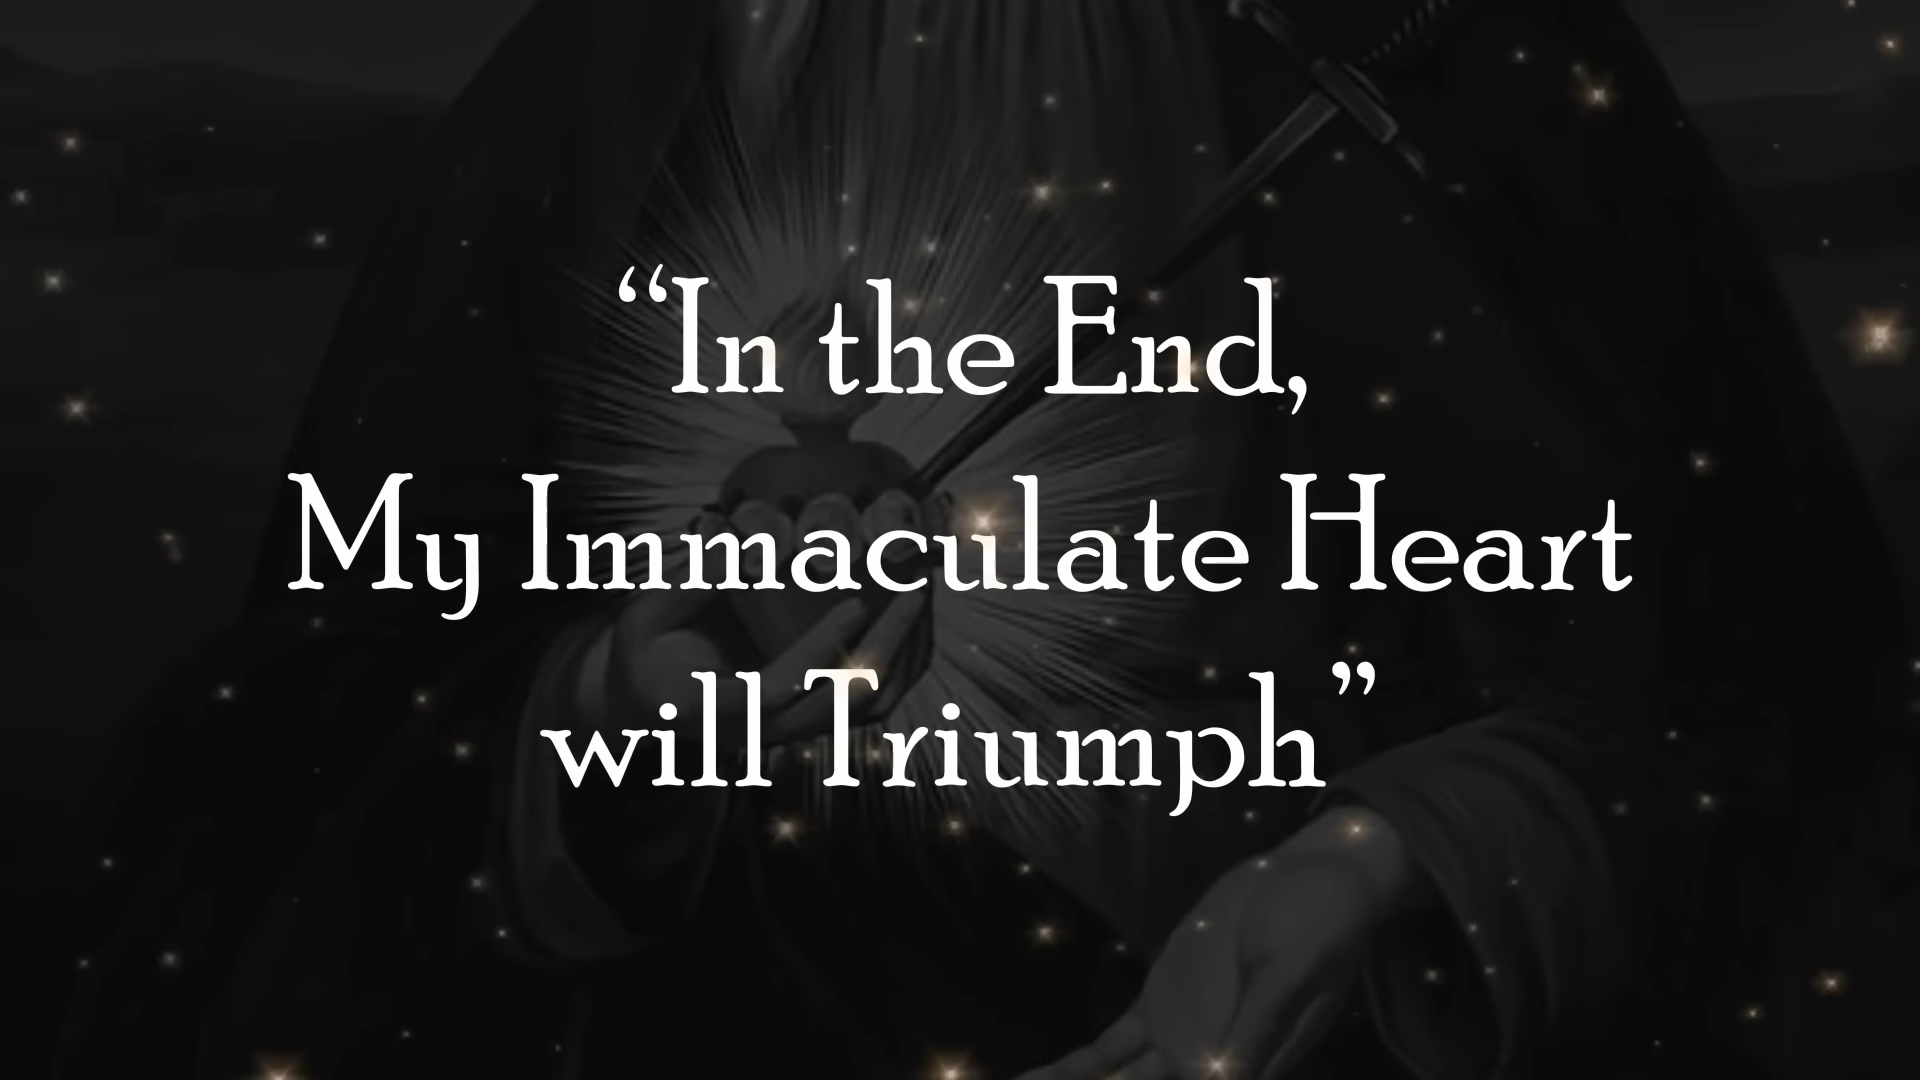 “In the End,
My Immaculate Heart
will Triumph”